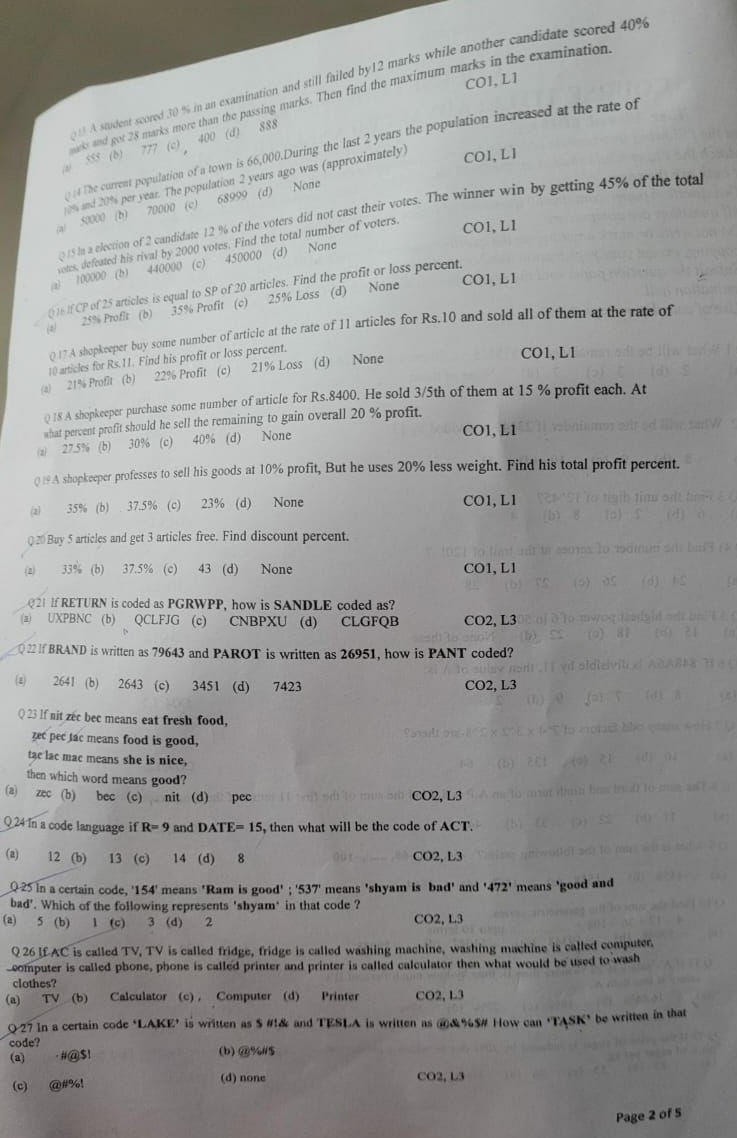 Q 13 A student scored 30 % in an examination and still failed by12 marks while another candidate scored 40%
marks and got 28 marks more than the passing marks. Then find the maximum marks in the examination.
(a) 555 (b) 777 (c) 400 (d) 888 CO1, L1
Q 14 The current population of a town is 66,000.During the last 2 years the population increased at the rate of
10% and 20% per year. The population 2 years ago was (approximately)
(a) 50000 (b) 70000 (c) 68999 (d) None CO1, L1
Q 15 In a election of 2 candidate 12 % of the voters did not cast their votes. The winner win by getting 45% of the total
votes, defeated his rival by 2000 votes. Find the total number of voters.
(a) 100000 (b) 440000 (c) 450000 (d) None CO1, L1
Q 16 If CP of 25 articles is equal to SP of 20 articles. Find the profit or loss percent.
(a) 25% Profit (b) 35% Profit (c) 25% Loss (d) None CO1, L1
Q 17 A shopkeeper buy some number of article at the rate of 11 articles for Rs.10 and sold all of them at the rate of
10 articles for Rs.11. Find his profit or loss percent.
(a) 21% Profit (b) 22% Profit (c) 21% Loss (d) None CO1, L1
Q 18 A shopkeeper purchase some number of article for Rs.8400. He sold 3/5th of them at 15 % profit each. At
what percent profit should he sell the remaining to gain overall 20 % profit.
(a) 27.5% (b) 30% (c) 40% (d) None CO1, L1
Q 19 A shopkeeper professes to sell his goods at 10% profit, But he uses 20% less weight. Find his total profit percent.
(a) 35% (b) 37.5% (c) 23% (d) None CO1, L1
Q 20 Buy 5 articles and get 3 articles free. Find discount percent.
(a) 33% (b) 37.5% (c) 43 (d) None CO1, L1
Q 21 If RETURN is coded as PGRWPP, how is SANDLE coded as?
(a) UXPBNC (b) QCLFJG (c) CNBPXU (d) CLGFQB CO2, L3
Q 22 If BRAND is written as 79643 and PAROT is written as 26951, how is PANT coded?
(a) 2641 (b) 2643 (c) 3451 (d) 7423 CO2, L3
Q 23 If nit zec bec means eat fresh food,
zec pec tac means food is good,
tac lac mac means she is nice,
then which word means good?
(a) zec (b) bec (c) nit (d) pec CO2, L3
Q 24 In a code language if R= 9 and DATE= 15, then what will be the code of ACT.
(a) 12 (b) 13 (c) 14 (d) 8 CO2, L3
Q 25 In a certain code, '154' means 'Ram is good' ; '537' means 'shyam is bad' and '472' means 'good and
bad'. Which of the following represents 'shyam' in that code ?
(a) 5 (b) 1 (c) 3 (d) 2 CO2, L3
Q 26 If AC is called TV, TV is called fridge, fridge is called washing machine, washing machine is called computer,
computer is called phone, phone is called printer and printer is called calculator then what would be used to wash
clothes?
(a) TV (b) Calculator (c) , Computer (d) Printer CO2, L3
Q 27 In a certain code 'LAKE' is written as $ #!& and TESLA is written as @&%$# How can 'TASK' be written in that
code?
(a) #@$! (b) @%#$
(c) @#%! (d) none CO2, L3
Page 2 of 5